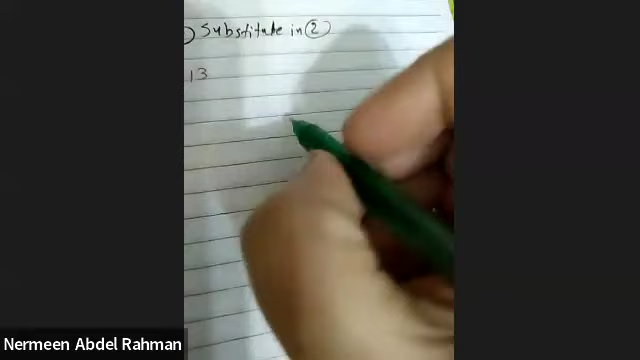 ) Substitute in ②
13
Nermeen Abdel Rahman